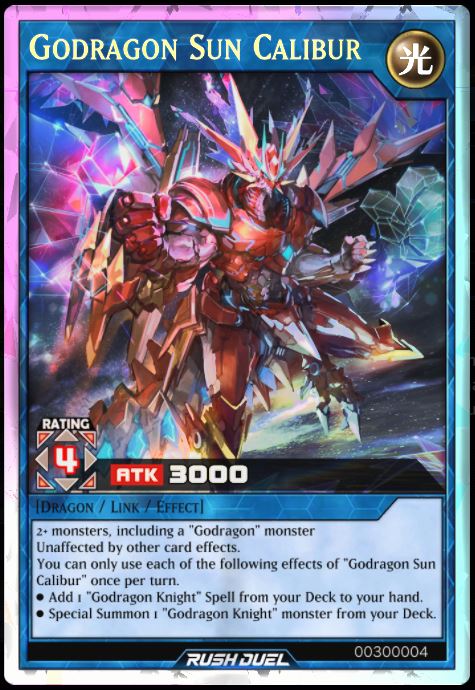 Godragon Sun Calibur
光
RATING
4
ATK 3000
[Dragon / Link / Effect]
2+ monsters, including a "Godragon" monster
Unaffected by other card effects.
You can only use each of the following effects of "Godragon Sun
Calibur" once per turn.
● Add 1 "Godragon Knight" Spell from your Deck to your hand.
● Special Summon 1 "Godragon Knight" monster from your Deck.
RUSH DUEL
00300004